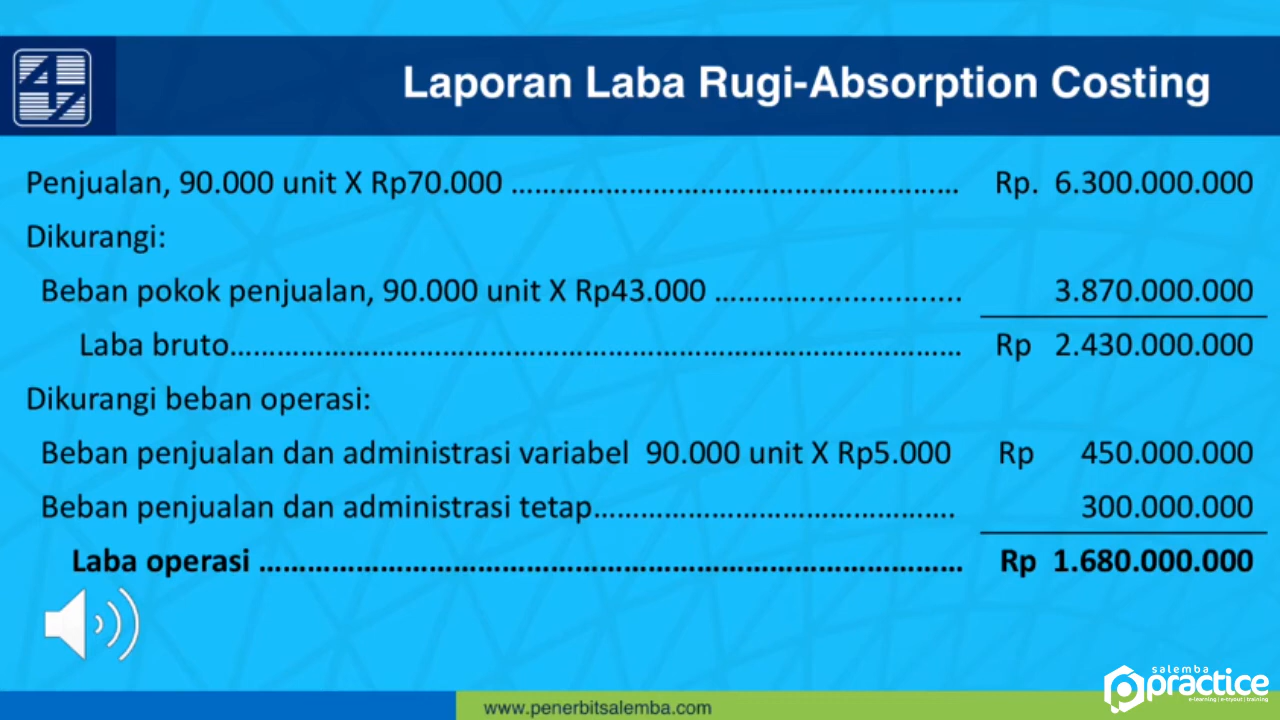 Laporan Laba Rugi-Absorption Costing
Penjualan, 90.000 unit X Rp70.000 ……………………………………………… Rp. 6.300.000.000
Dikurangi:
Beban pokok penjualan, 90.000 unit X Rp43.000 …………..................... 3.870.000.000
Laba bruto…………………………………………………………………………… Rp 2.430.000.000
Dikurangi beban operasi:
Beban penjualan dan administrasi variabel 90.000 unit X Rp5.000 Rp 450.000.000
Beban penjualan dan administrasi tetap……………………………………. 300.000.000
Laba operasi ………………………………………………………………………… Rp 1.680.000.000
salemba
practice
e-learning | e-tryout | training
www.penerbitsalemba.com